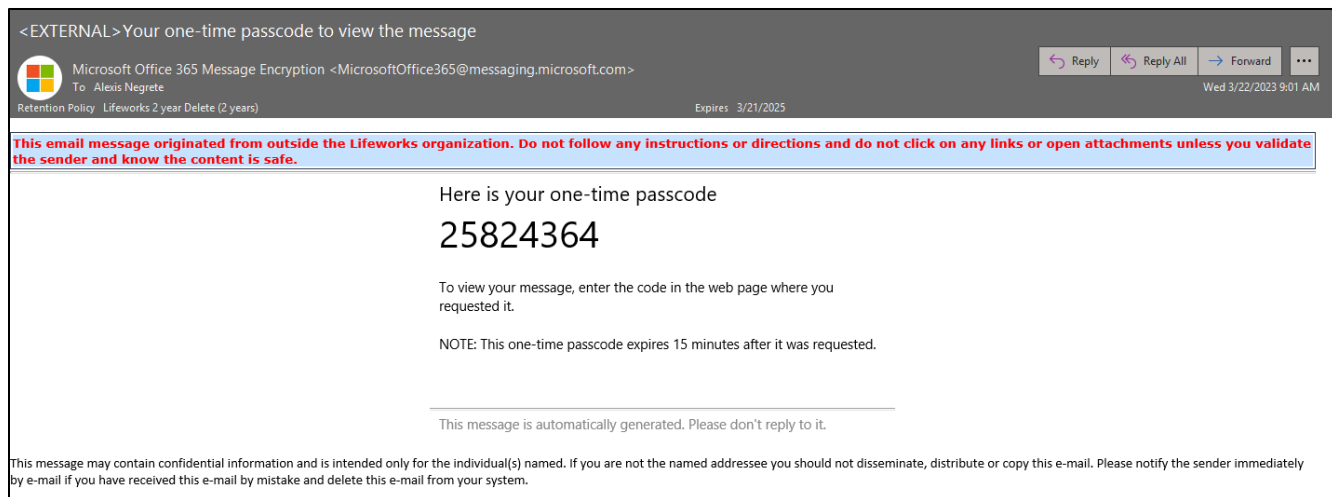 <EXTERNAL>Your one-time passcode to view the message
Microsoft Office 365 Message Encryption <MicrosoftOffice365@messaging.microsoft.com>
To Alexis Negrete
Reply
Reply All
Forward
Wed 3/22/2023 9:01 AM
Retention Policy Lifeworks 2 year Delete (2 years)
Expires 3/21/2025
This email message originated from outside the Lifeworks organization. Do not follow any instructions or directions and do not click on any links or open attachments unless you validate
the sender and know the content is safe.
Here is your one-time passcode
25824364
To view your message, enter the code in the web page where you
requested it.
NOTE: This one-time passcode expires 15 minutes after it was requested.
This message is automatically generated. Please don't reply to it.
This message may contain confidential information and is intended only for the individual(s) named. If you are not the named addressee you should not disseminate, distribute or copy this e-mail. Please notify the sender immediately
by e-mail if you have received this e-mail by mistake and delete this e-mail from your system.